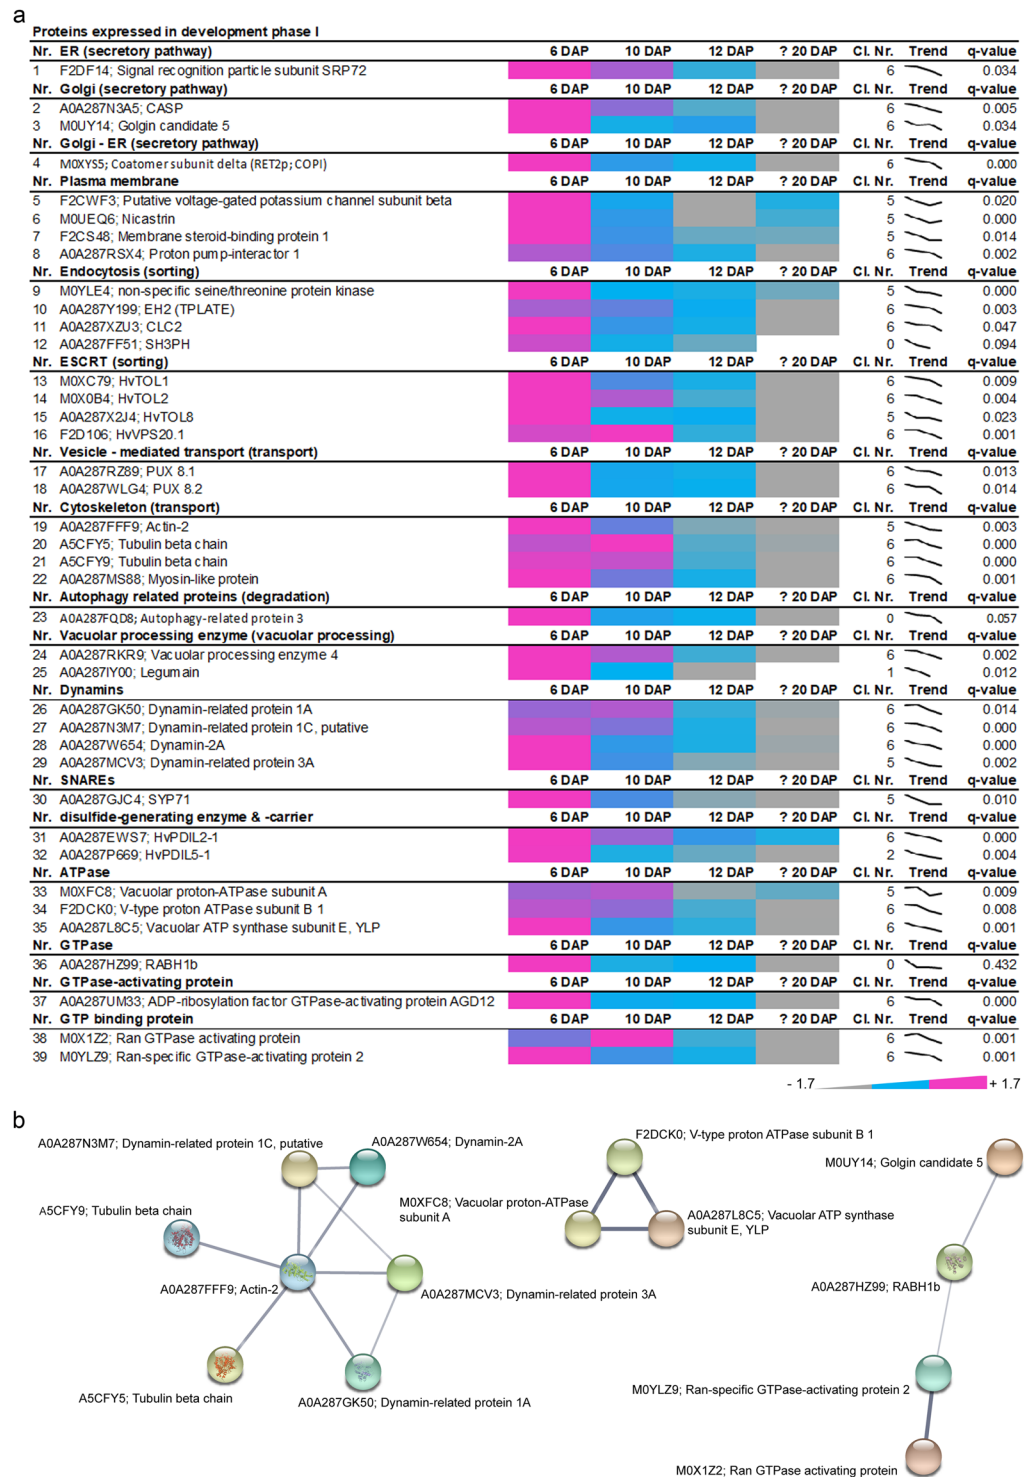 a
Proteins expressed in development phase I
Nr. ER (secretory pathway) 6 DAP 10 DAP 12 DAP ? 20 DAP Cl. Nr. Trend q-value
1 F2DF14; Signal recognition particle subunit SRP72 6 0.034
Nr. Golgi (secretory pathway) 6 DAP 10 DAP 12 DAP ? 20 DAP Cl. Nr. Trend q-value
2 A0A287N3A5; CASP 6 0.005
3 M0UY14; Golgin candidate 5 6 0.034
Nr. Golgi - ER (secretory pathway) 6 DAP 10 DAP 12 DAP ? 20 DAP Cl. Nr. Trend q-value
4 M0XYS5; Coatomer subunit delta (RET2p; COPI) 6 0.000
Nr. Plasma membrane 6 DAP 10 DAP 12 DAP ? 20 DAP Cl. Nr. Trend q-value
5 F2CWF3; Putative voltage-gated potassium channel subunit beta 5 0.020
6 M0UEQ6; Nicastrin 5 0.000
7 F2CS48; Membrane steroid-binding protein 1 5 0.014
8 A0A287RSX4; Proton pump-interactor 1 6 0.002
Nr. Endocytosis (sorting) 6 DAP 10 DAP 12 DAP ? 20 DAP Cl. Nr. Trend q-value
9 M0YLE4; non-specific seine/threonine protein kinase 5 0.000
10 A0A287Y199; EH2 (TPLATE) 6 0.003
11 A0A287XZU3; CLC2 6 0.047
12 A0A287FF51; SH3PH 0 0.094
Nr. ESCRT (sorting) 6 DAP 10 DAP 12 DAP ? 20 DAP Cl. Nr. Trend q-value
13 M0XC79; HvTOL1 6 0.009
14 M0X0B4; HvTOL2 6 0.004
15 A0A287X2J4; HvTOL8 5 0.023
16 F2D106; HvVPS20.1 6 0.001
Nr. Vesicle - mediated transport (transport) 6 DAP 10 DAP 12 DAP ? 20 DAP Cl. Nr. Trend q-value
17 A0A287RZ89; PUX 8.1 6 0.013
18 A0A287WLG4; PUX 8.2 6 0.014
Nr. Cytoskeleton (transport) 6 DAP 10 DAP 12 DAP ? 20 DAP Cl. Nr. Trend q-value
19 A0A287FFF9; Actin-2 5 0.003
20 A5CFY5; Tubulin beta chain 6 0.000
21 A5CFY9; Tubulin beta chain 6 0.000
22 A0A287MS88; Myosin-like protein 6 0.001
Nr. Autophagy related proteins (degradation) 6 DAP 10 DAP 12 DAP ? 20 DAP Cl. Nr. Trend q-value
23 A0A287FQD8; Autophagy-related protein 3 0 0.057
Nr. Vacuolar processing enzyme (vacuolar processing) 6 DAP 10 DAP 12 DAP ? 20 DAP Cl. Nr. Trend q-value
24 A0A287RKR9; Vacuolar processing enzyme 4 6 0.002
25 A0A287IY00; Legumain 1 0.012
Nr. Dynamins 6 DAP 10 DAP 12 DAP ? 20 DAP Cl. Nr. Trend q-value
26 A0A287GK50; Dynamin-related protein 1A 6 0.014
27 A0A287N3M7; Dynamin-related protein 1C, putative 6 0.000
28 A0A287W654; Dynamin-2A 6 0.000
29 A0A287MCV3; Dynamin-related protein 3A 5 0.002
Nr. SNAREs 6 DAP 10 DAP 12 DAP ? 20 DAP Cl. Nr. Trend q-value
30 A0A287GJC4; SYP71 5 0.010
Nr. disulfide-generating enzyme & -carrier 6 DAP 10 DAP 12 DAP ? 20 DAP Cl. Nr. Trend q-value
31 A0A287EWS7; HvPDIL2-1 6 0.000
32 A0A287P669; HvPDIL5-1 2 0.004
Nr. ATPase 6 DAP 10 DAP 12 DAP ? 20 DAP Cl. Nr. Trend q-value
33 M0XFC8; Vacuolar proton-ATPase subunit A 5 0.009
34 F2DCK0; V-type proton ATPase subunit B 1 6 0.008
35 A0A287L8C5; Vacuolar ATP synthase subunit E, YLP 6 0.001
Nr. GTPase 6 DAP 10 DAP 12 DAP ? 20 DAP Cl. Nr. Trend q-value
36 A0A287HZ99; RABH1b 0 0.432
Nr. GTPase-activating protein 6 DAP 10 DAP 12 DAP ? 20 DAP Cl. Nr. Trend q-value
37 A0A287UM33; ADP-ribosylation factor GTPase-activating protein AGD12 6 0.000
Nr. GTP binding protein 6 DAP 10 DAP 12 DAP ? 20 DAP Cl. Nr. Trend q-value
38 M0X1Z2; Ran GTPase activating protein 6 0.001
39 M0YLZ9; Ran-specific GTPase-activating protein 2 6 0.001
- 1.7 + 1.7
b
A0A287N3M7; Dynamin-related protein 1C, putative
A0A287W654; Dynamin-2A
A5CFY9; Tubulin beta chain
A0A287FFF9; Actin-2
A0A287MCV3; Dynamin-related protein 3A
A5CFY5; Tubulin beta chain
A0A287GK50; Dynamin-related protein 1A
F2DCK0; V-type proton ATPase subunit B 1
M0XFC8; Vacuolar proton-ATPase
subunit A
A0A287L8C5; Vacuolar ATP synthase
subunit E, YLP
M0UY14; Golgin candidate 5
A0A287HZ99; RABH1b
M0YLZ9; Ran-specific GTPase-activating protein 2
M0X1Z2; Ran GTPase activating protein